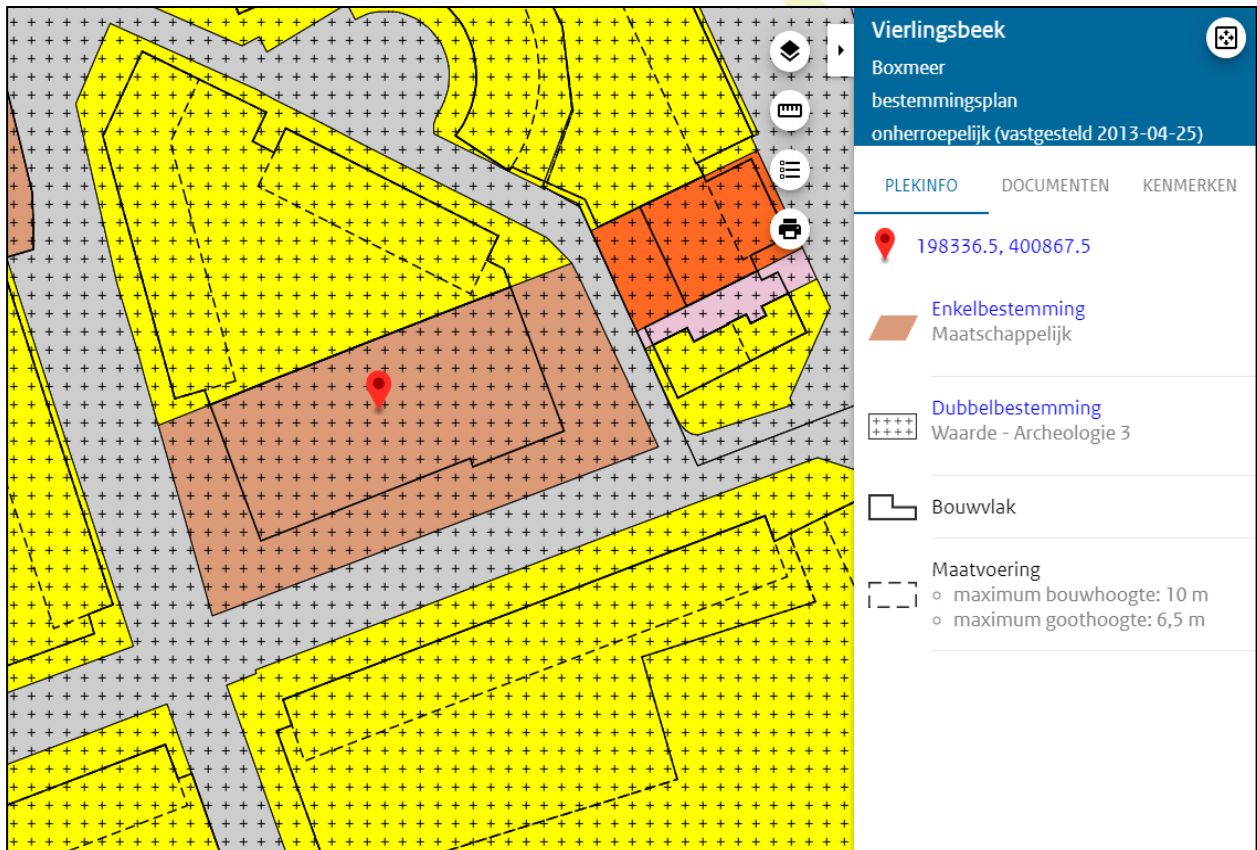 Vierlingsbeek
Boxmeer
bestemmingsplan
onherroepelijk (vastgesteld 2013-04-25)
PLEKINFO DOCUMENTEN KENMERKEN
198336.5, 400867.5
Enkelbestemming
Maatschappelijk
Dubbelbestemming
Waarde - Archeologie 3
Bouwvlak
Maatvoering
maximum bouwhoogte: 10 m
maximum goothoogte: 6,5 m